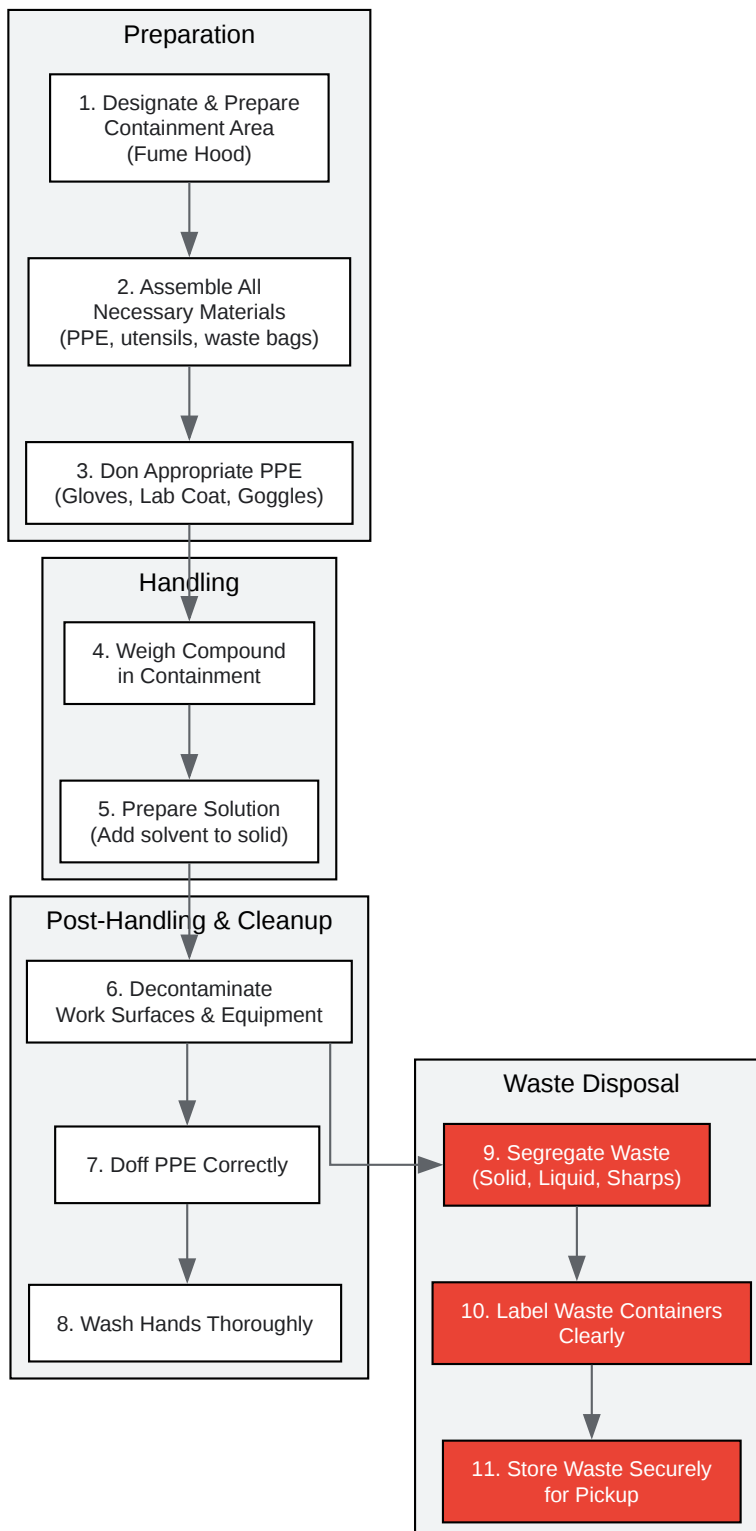 Preparation
1. Designate & Prepare
Containment Area
(Fume Hood)
2. Assemble All
Necessary Materials
(PPE, utensils, waste bags)
3. Don Appropriate PPE
(Gloves, Lab Coat, Goggles)
Handling
4. Weigh Compound
in Containment
5. Prepare Solution
(Add solvent to solid)
Post-Handling & Cleanup
6. Decontaminate
Work Surfaces & Equipment
7. Doff PPE Correctly
8. Wash Hands Thoroughly
Waste Disposal
9. Segregate Waste
(Solid, Liquid, Sharps)
10. Label Waste Containers
Clearly
11. Store Waste Securely
for Pickup